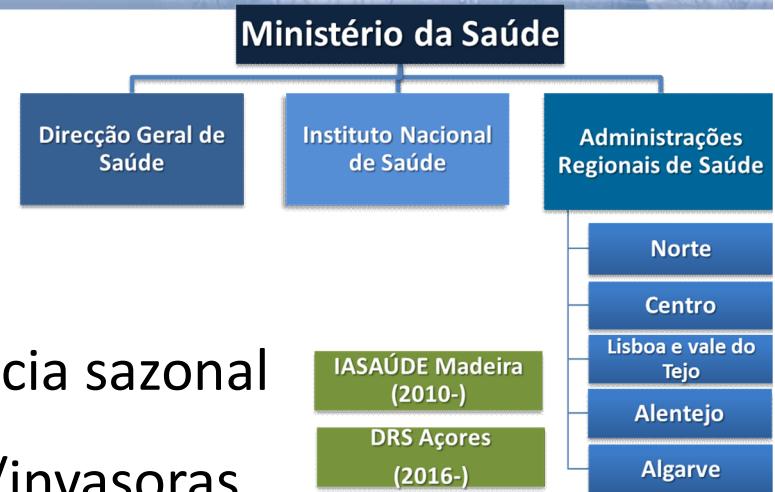 Ministério da Saúde
Direcção Geral de
Saúde
Instituto Nacional
de Saúde
Administrações
Regionais de Saúde
Norte
Centro
Lisboa e vale do
Tejo
Alentejo
Algarve
cia sazonal
/invasoras
IASAÚDE Madeira
(2010-)
DRS Açores
(2016-)